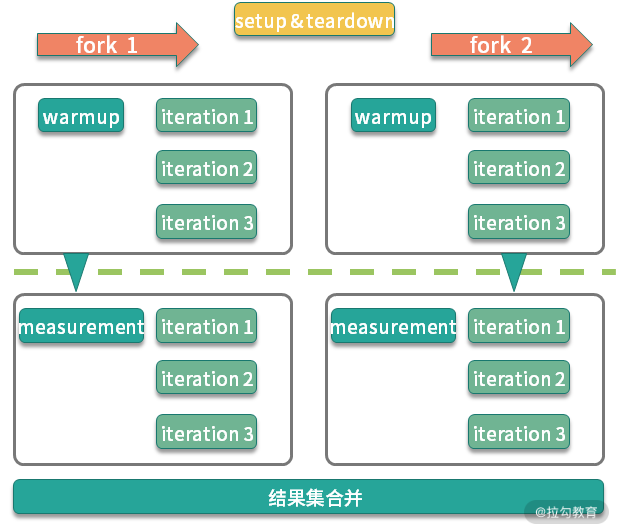 setup&teardown
fork 1
fork 2
warmup
iteration 1
iteration 2
iteration 3
warmup
iteration 1
iteration 2
iteration 3
measurement
iteration 1
iteration 2
iteration 3
measurement
iteration 1
iteration 2
iteration 3
结果集合并
@拉勾教育